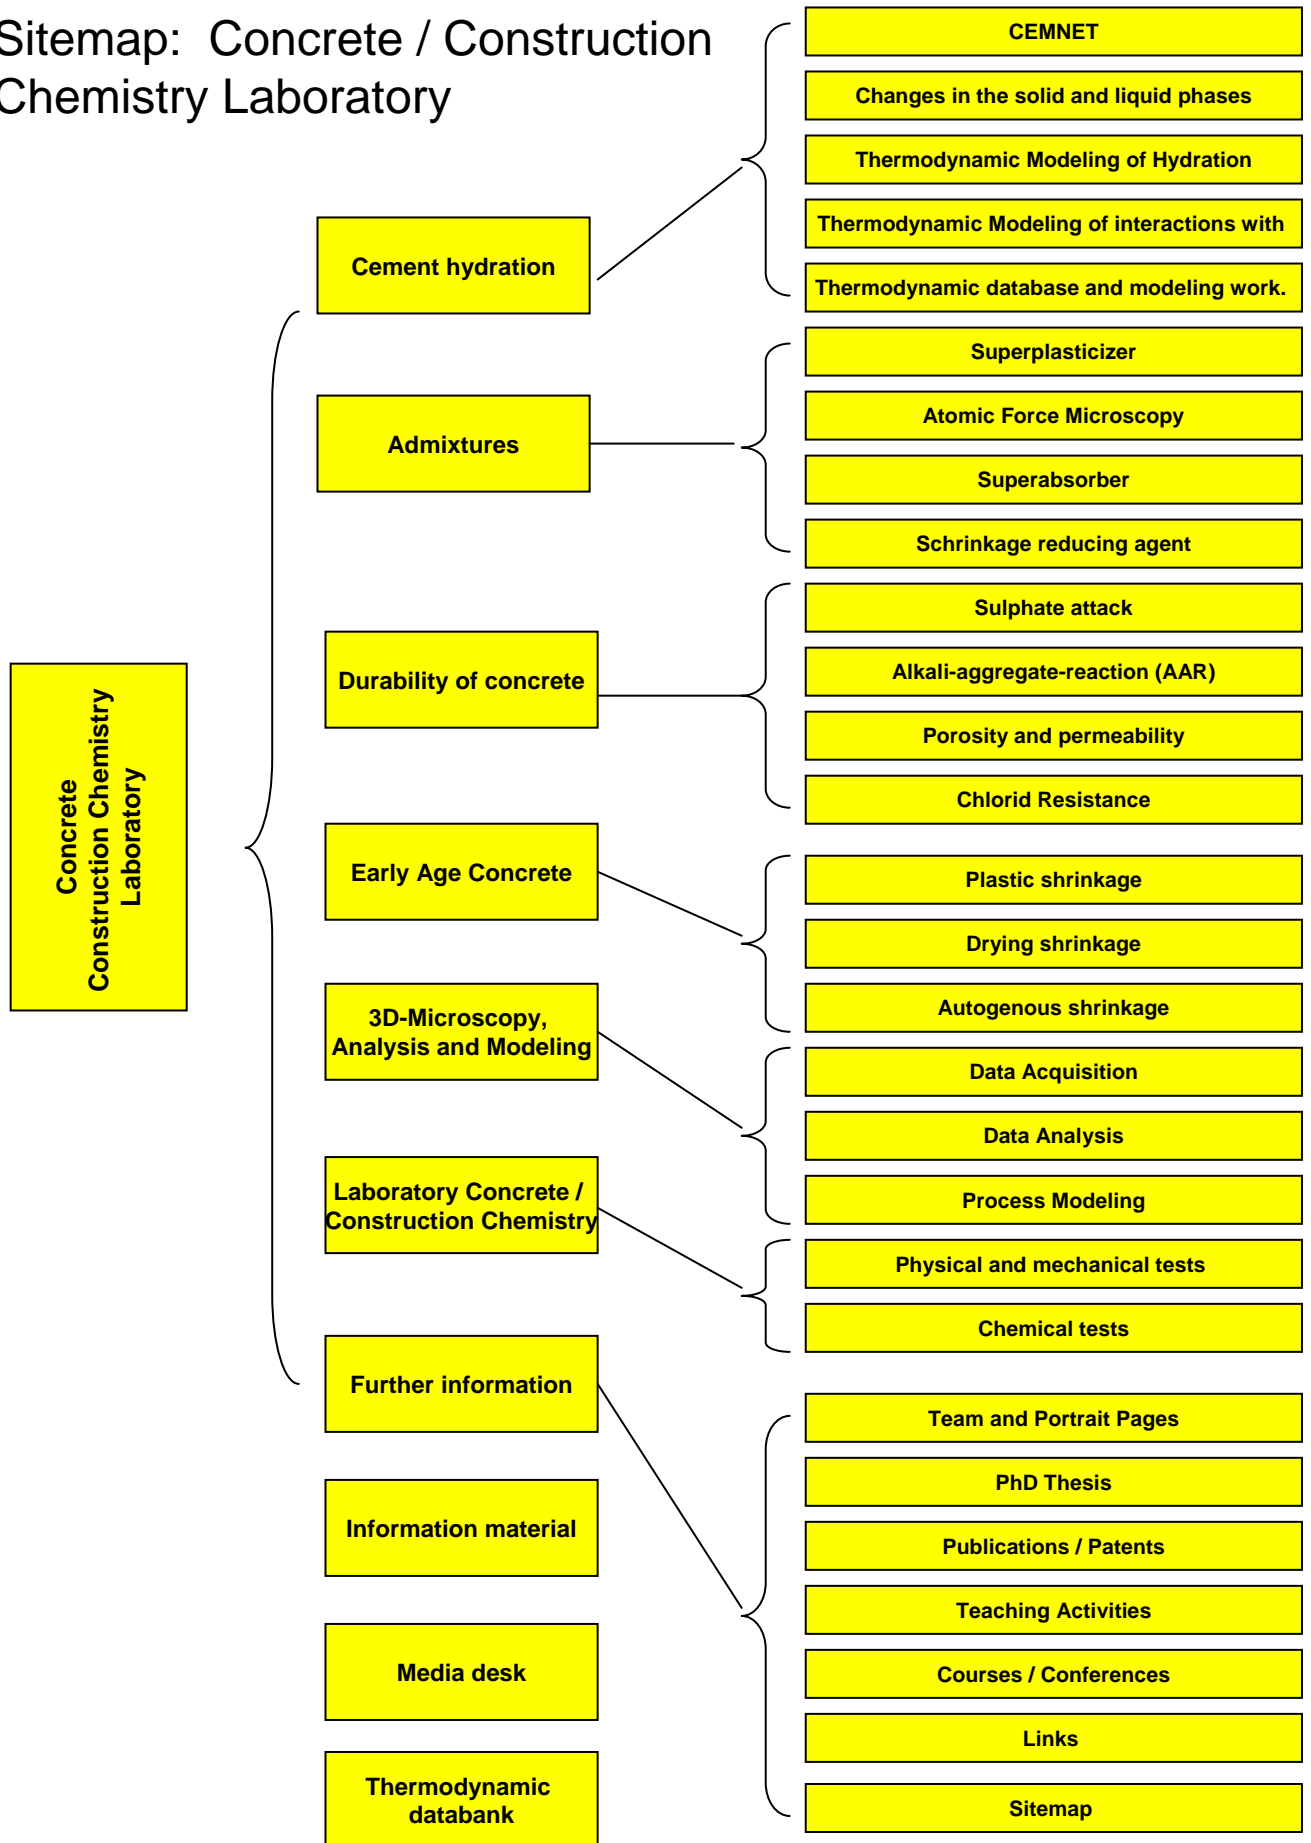 Sitemap: Concrete / Construction
Chemistry Laboratory
Concrete
Construction Chemistry
Laboratory
Cement hydration
CEMNET
Changes in the solid and liquid phases
Thermodynamic Modeling of Hydration
Thermodynamic Modeling of interactions with
Thermodynamic database and modeling work.
Admixtures
Superplasticizer
Atomic Force Microscopy
Superabsorber
Schrinkage reducing agent
Durability of concrete
Sulphate attack
Alkali-aggregate-reaction (AAR)
Porosity and permeability
Chlorid Resistance
Early Age Concrete
Plastic shrinkage
Drying shrinkage
Autogenous shrinkage
3D-Microscopy,
Analysis and Modeling
Data Acquisition
Data Analysis
Process Modeling
Laboratory Concrete /
Construction Chemistry
Physical and mechanical tests
Chemical tests
Further information
Team and Portrait Pages
PhD Thesis
Publications / Patents
Teaching Activities
Courses / Conferences
Links
Sitemap
Information material
Media desk
Thermodynamic
databank